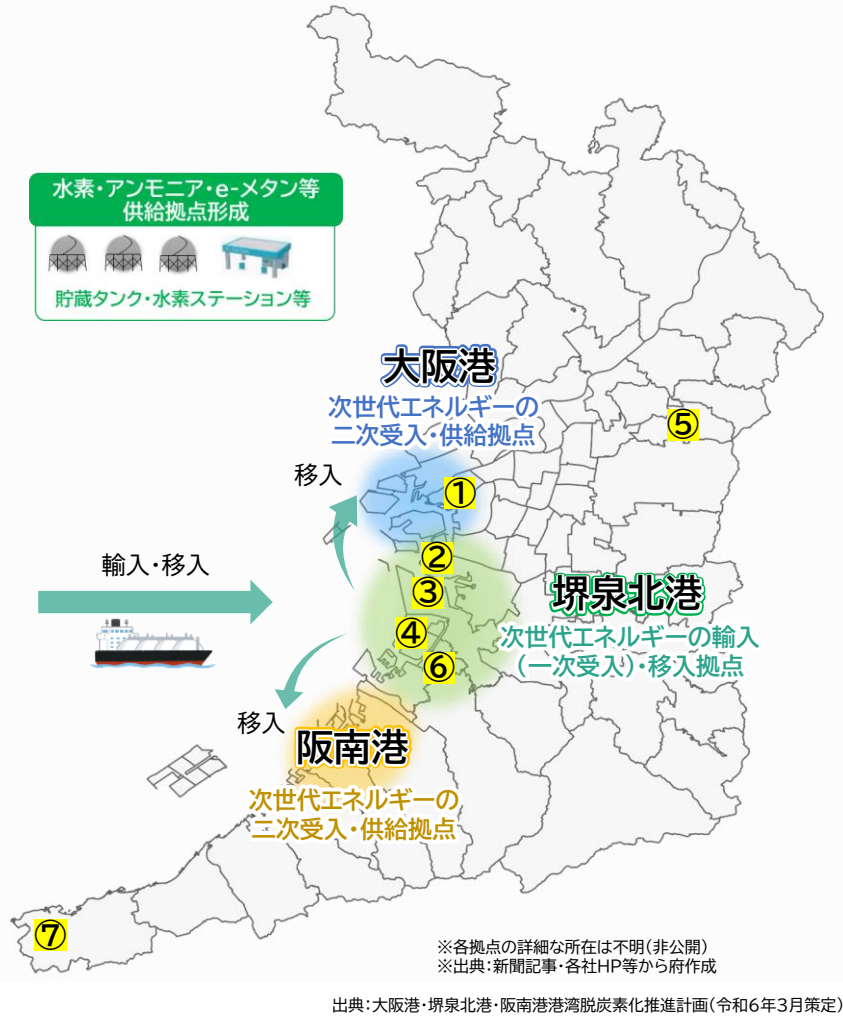 水素・アンモニア・e-メタン等
供給拠点形成
貯蔵タンク・水素ステーション等
大阪港
次世代エネルギーの
二次受入・供給拠点
⑤
移入
①
輸入・移入
②
③
堺泉北港
次世代エネルギーの輸入
（一次受入）・移入拠点
④
⑥
移入
阪南港
次世代エネルギーの
二次受入・供給拠点
⑦
※各拠点の詳細な所在は不明(非公開)
※出典：新聞記事・各社HP等から府作成
出典：大阪港・堺泉北港・阪南港港湾脱炭素化推進計画(令和6年3月策定)